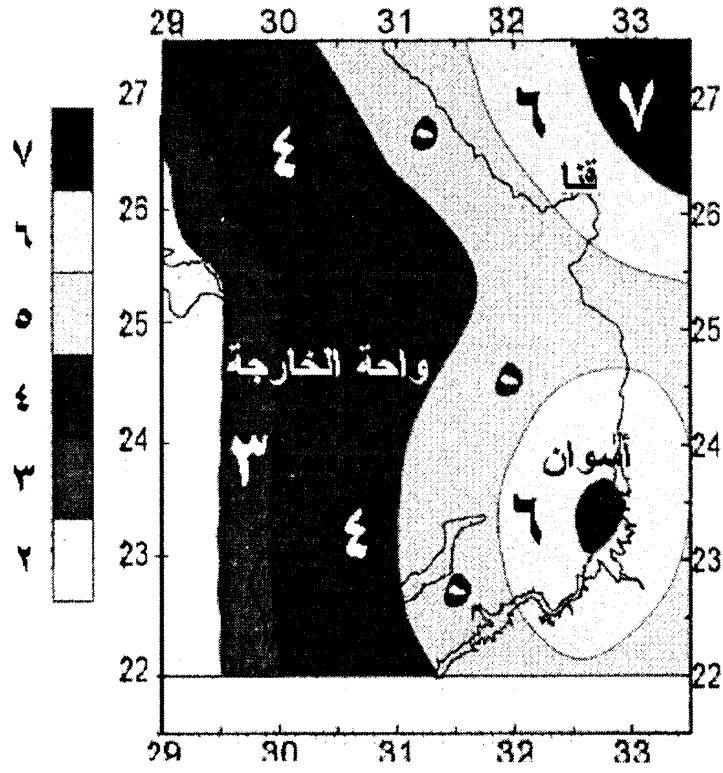 29 30 31 32 33
27 27
26 26
25 25
24 24
23 23
22 22
29 30 31 32 33
٧
٦
٥
٤
٣
٢
٤ ٥ ٦ ٧
قنا
واحة الخارجة
٥
أسوان
٣
٤ ٦
٥